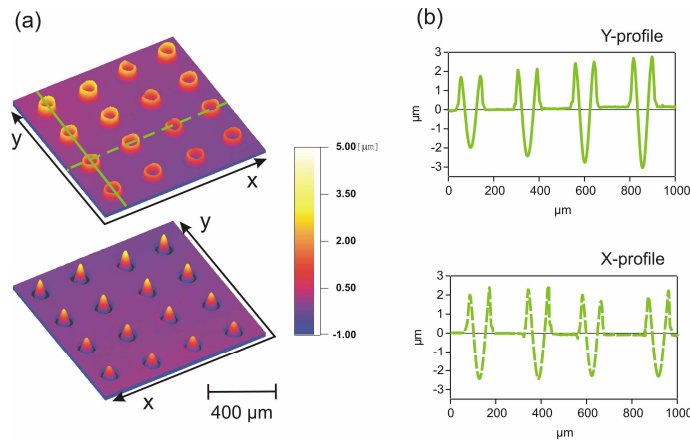 (a)
y
x
5.00 [µm]
3.50
2.00
0.50
-1.00
y
x
400 µm
(b)
Y-profile
3
2
1
0
-1
-2
-3
µm
0 200 400 600 800 1000
µm
X-profile
3
2
1
0
-1
-2
-3
µm
0 200 400 600 800 1000
µm